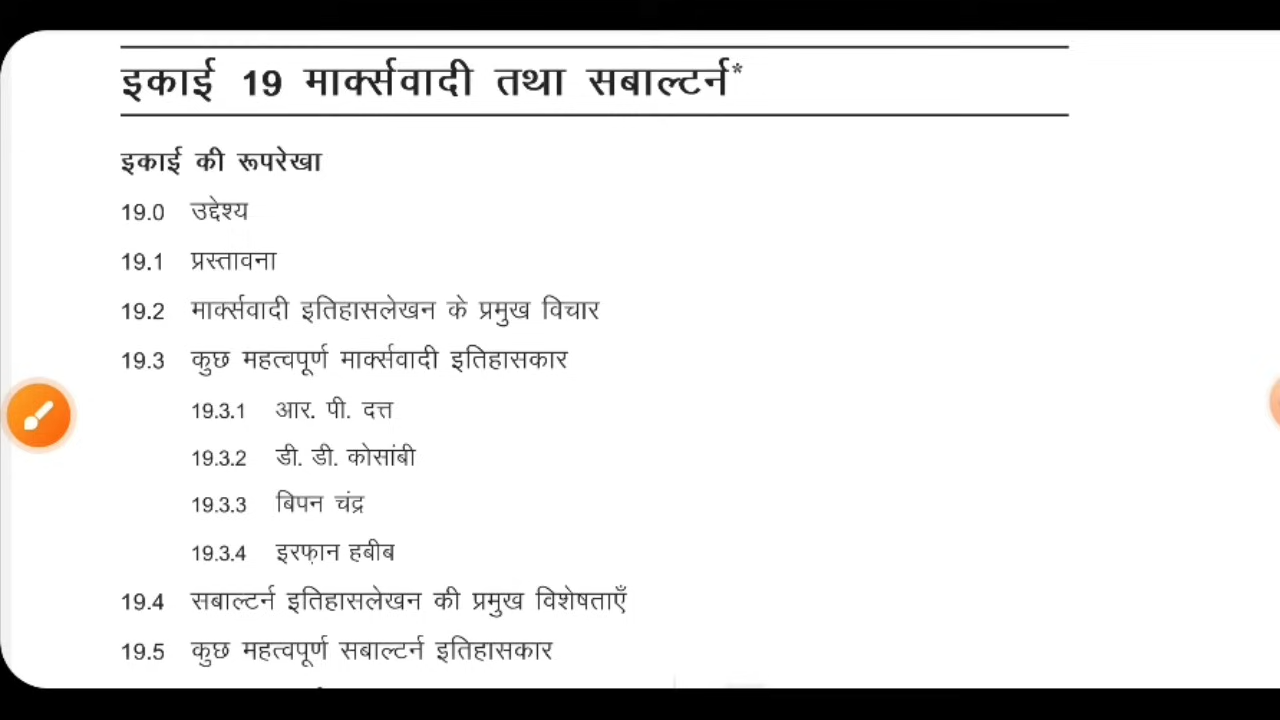 इकाई 19 मार्क्सवादी तथा सबाल्टर्न*
इकाई की रूपरेखा
19.0 उद्देश्य
19.1 प्रस्तावना
19.2 मार्क्सवादी इतिहासलेखन के प्रमुख विचार
19.3 कुछ महत्वपूर्ण मार्क्सवादी इतिहासकार
19.3.1 आर. पी. दत्त
19.3.2 डी. डी. कोसांबी
19.3.3 बिपन चंद्र
19.3.4 इरफ़ान हबीब
19.4 सबाल्टर्न इतिहासलेखन की प्रमुख विशेषताएँ
19.5 कुछ महत्वपूर्ण सबाल्टर्न इतिहासकार